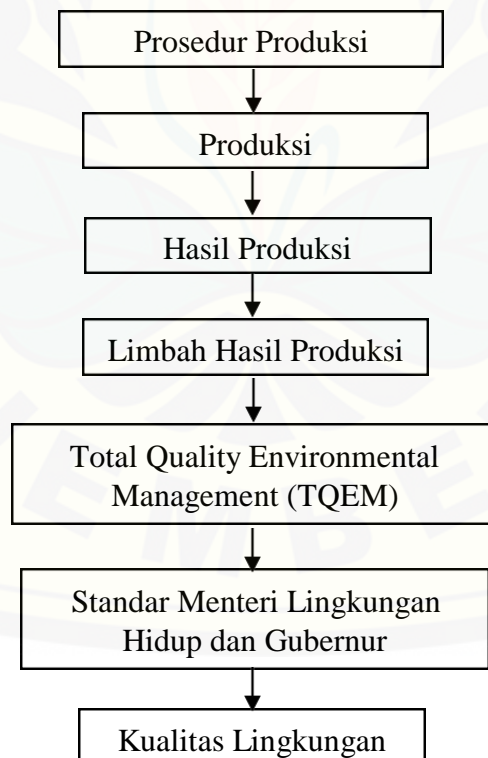 Prosedur Produksi
Produksi
Hasil Produksi
Limbah Hasil Produksi
Total Quality Environmental
Management (TQEM)
Standar Menteri Lingkungan
Hidup dan Gubernur
Kualitas Lingkungan